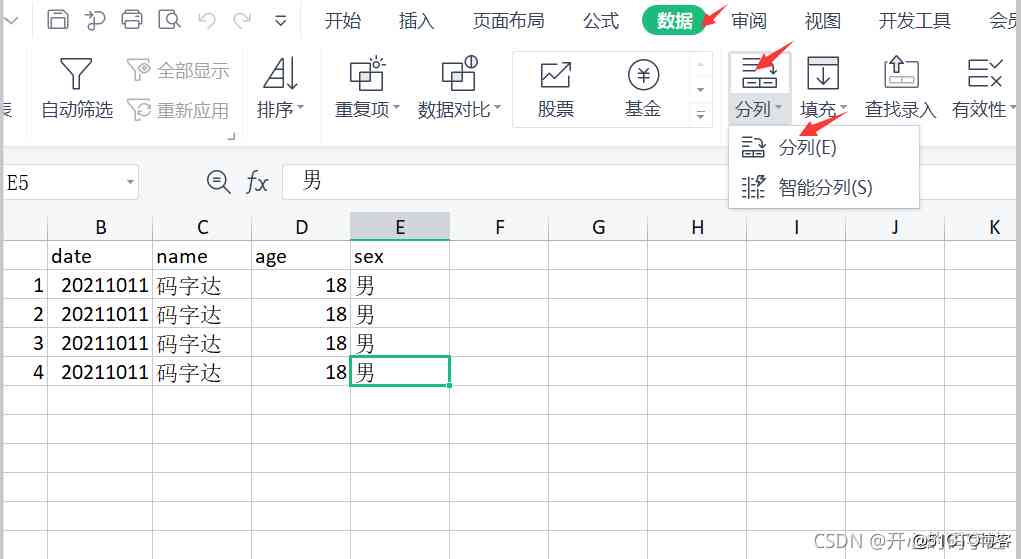 开始 插入 页面布局 公式 数据 审阅 视图 开发工具 会员
自动筛选 全部显示 重新应用 排序 重复项 数据对比 股票 基金 分列 填充 查找录入 有效性
分列(E)
智能分列(S)
E5 fx 男
B C D E F G H I J K
date name age sex
1 20211011 码字达 18 男
2 20211011 码字达 18 男
3 20211011 码字达 18 男
4 20211011 码字达 18 男
CSDN @开心
@51CTO博客